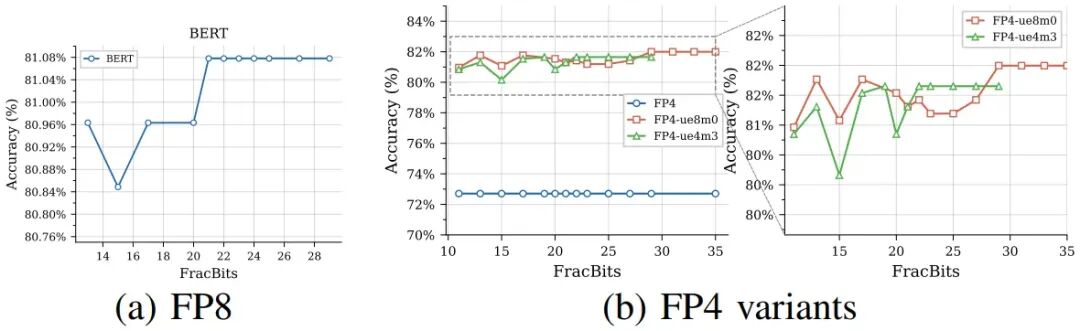 BERT
BERT
81.08%
81.04%
81.00%
80.96%
80.92%
80.88%
80.84%
80.80%
80.76%
Accuracy (%)
14 16 18 20 22 24 26 28
FracBits
(a) FP8
84%
82%
80%
78%
76%
74%
72%
70%
Accuracy (%)
FP4
FP4-ue8m0
FP4-ue4m3
10 15 20 25 30 35
FracBits
82%
82%
82%
81%
80%
80%
80%
Accuracy (%)
FP4-ue8m0
FP4-ue4m3
15 20 25 30 35
FracBits
(b) FP4 variants